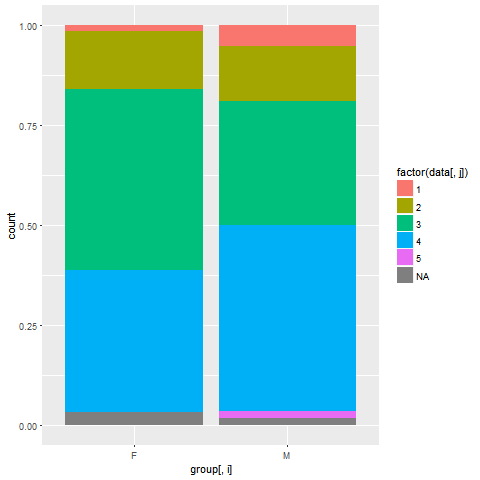 1.00
0.75
0.50
0.25
0.00
count
F
M
group[, i]
factor(data[, j])
1
2
3
4
5
NA